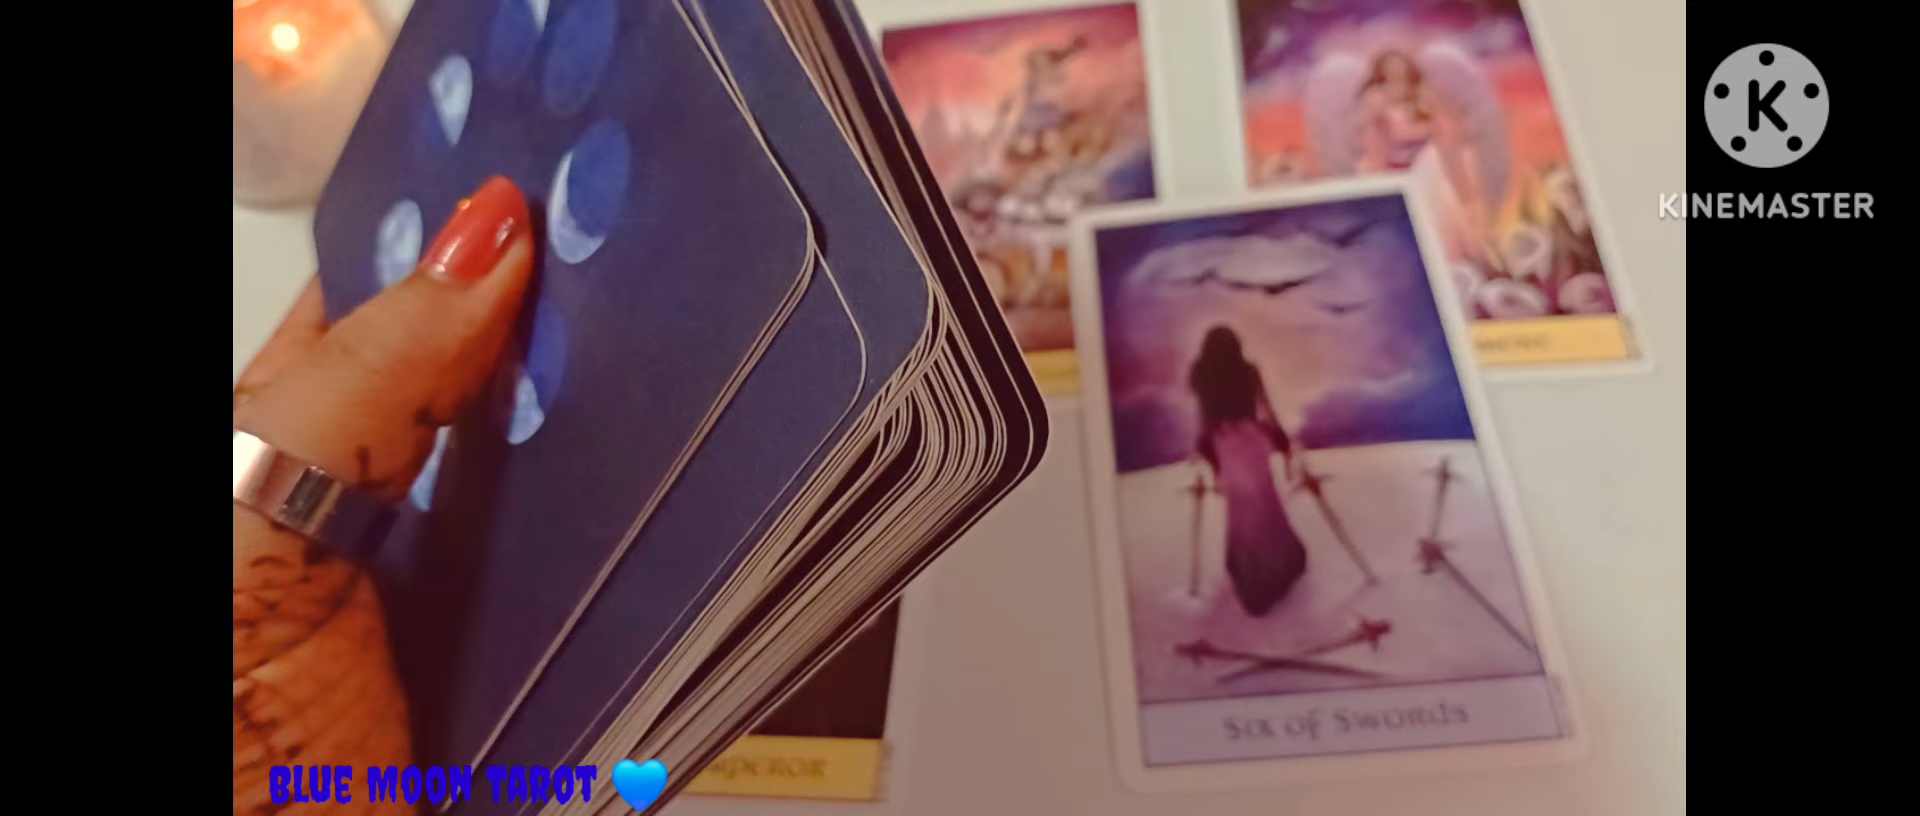 KINEMASTER
SIX OF SWORDS
BLUE MOON TAROT 💙